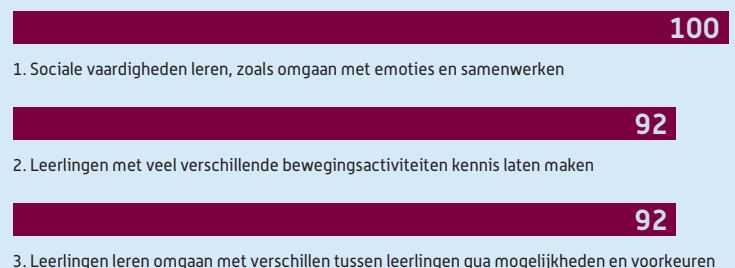 100
1. Sociale vaardigheden leren, zoals omgaan met emoties en samenwerken
92
2. Leerlingen met veel verschillende bewegingsactiviteiten kennis laten maken
92
3. Leerlingen leren omgaan met verschillen tussen leerlingen qua mogelijkheden en voorkeuren